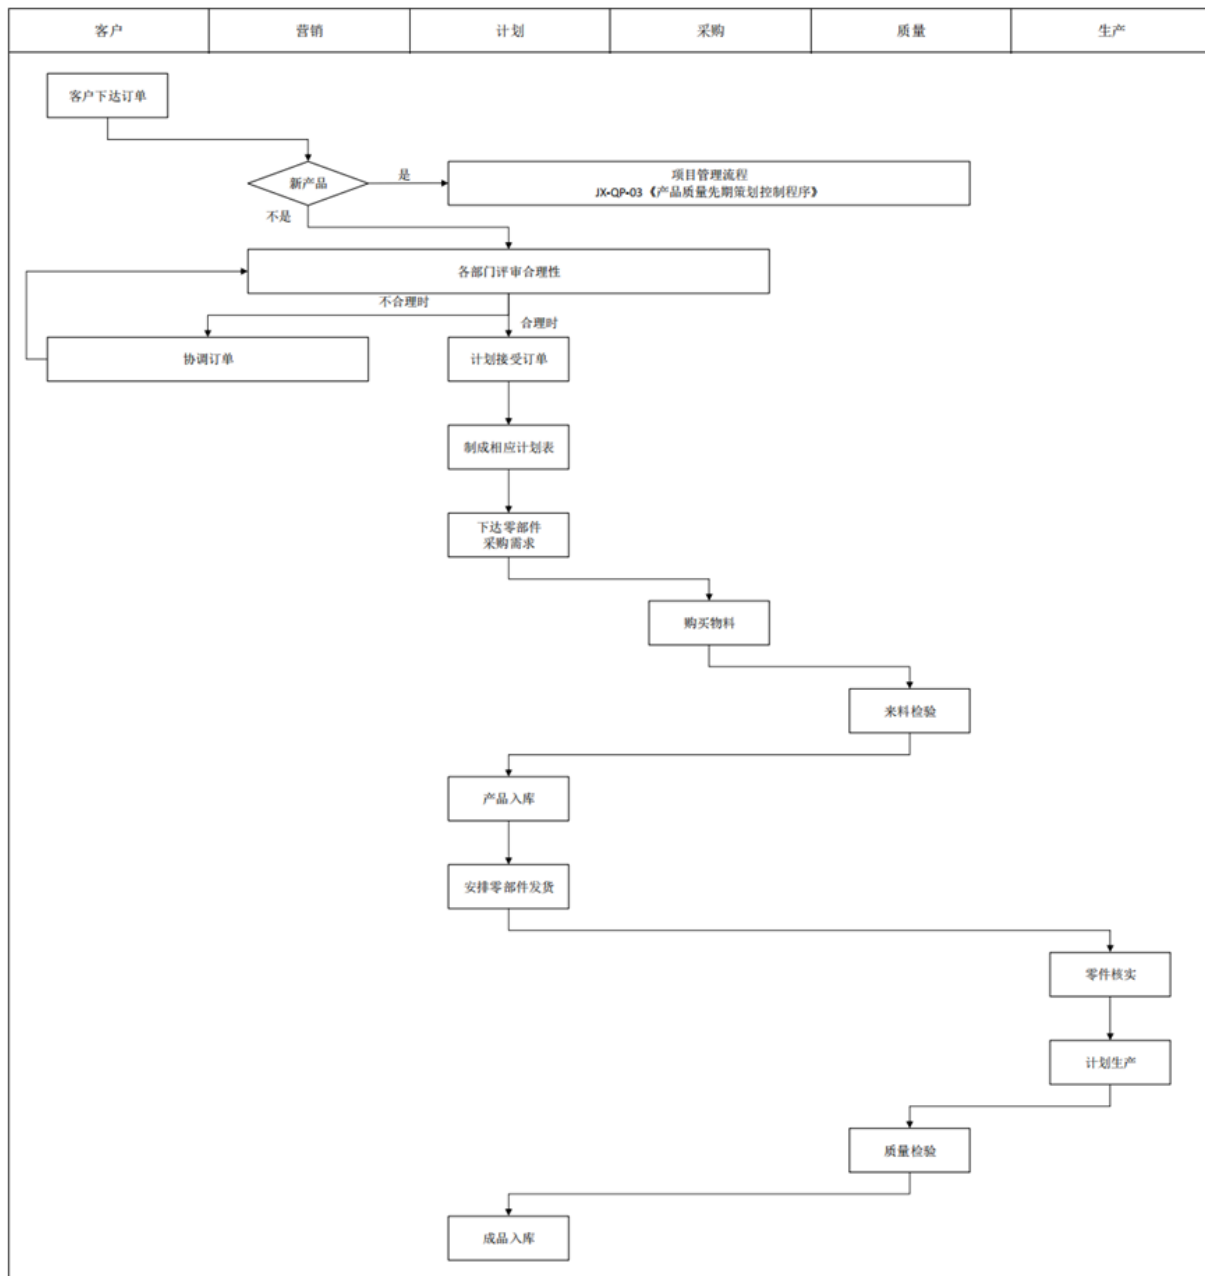 客户 营销 计划 采购 质量 生产
客户下达订单
新产品
是
项目管理流程
JX-QP-03《产品质量先期策划控制程序》
不是
各部门评审合理性
不合理时
合理时
协调订单
计划接受订单
制成相应计划表
下达零部件
采购需求
购买物料
来料检验
产品入库
安排零部件发货
零件核实
计划生产
质量检验
成品入库